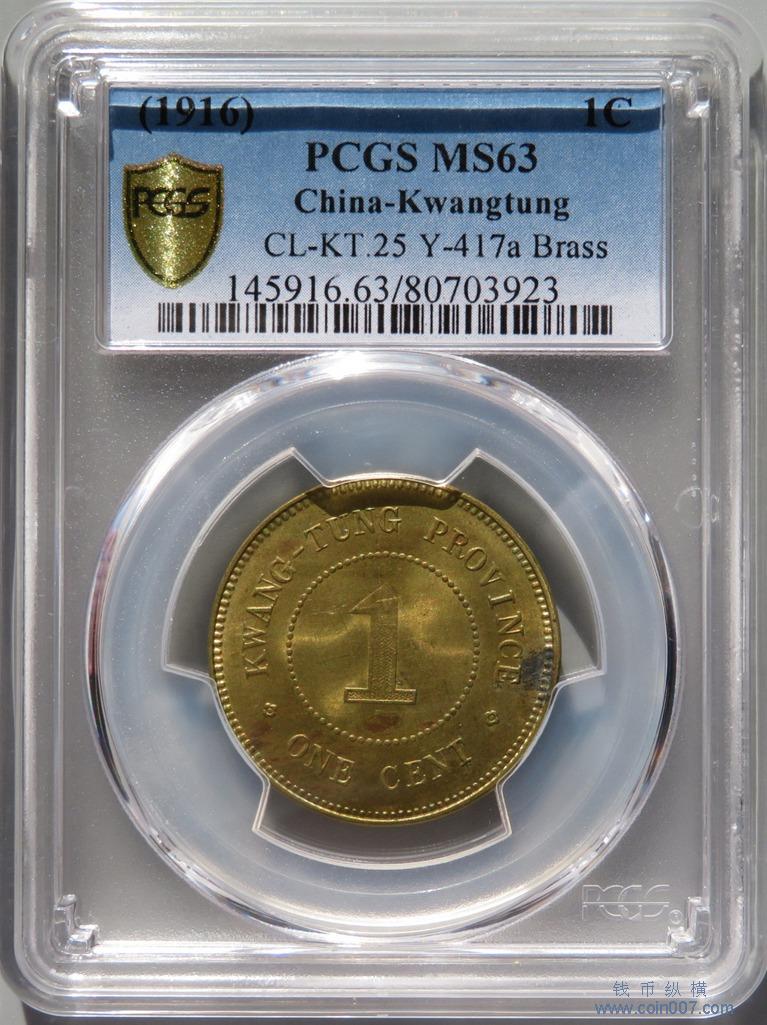 (1916) 1C
PCGS MS63
PCGS
China-Kwangtung
CL-KT.25 Y-417a Brass
145916.63/80703923
KWANG-TUNG PROVINCE
1
ONE CENT
PCGS
钱币纵横
www.coin007.com